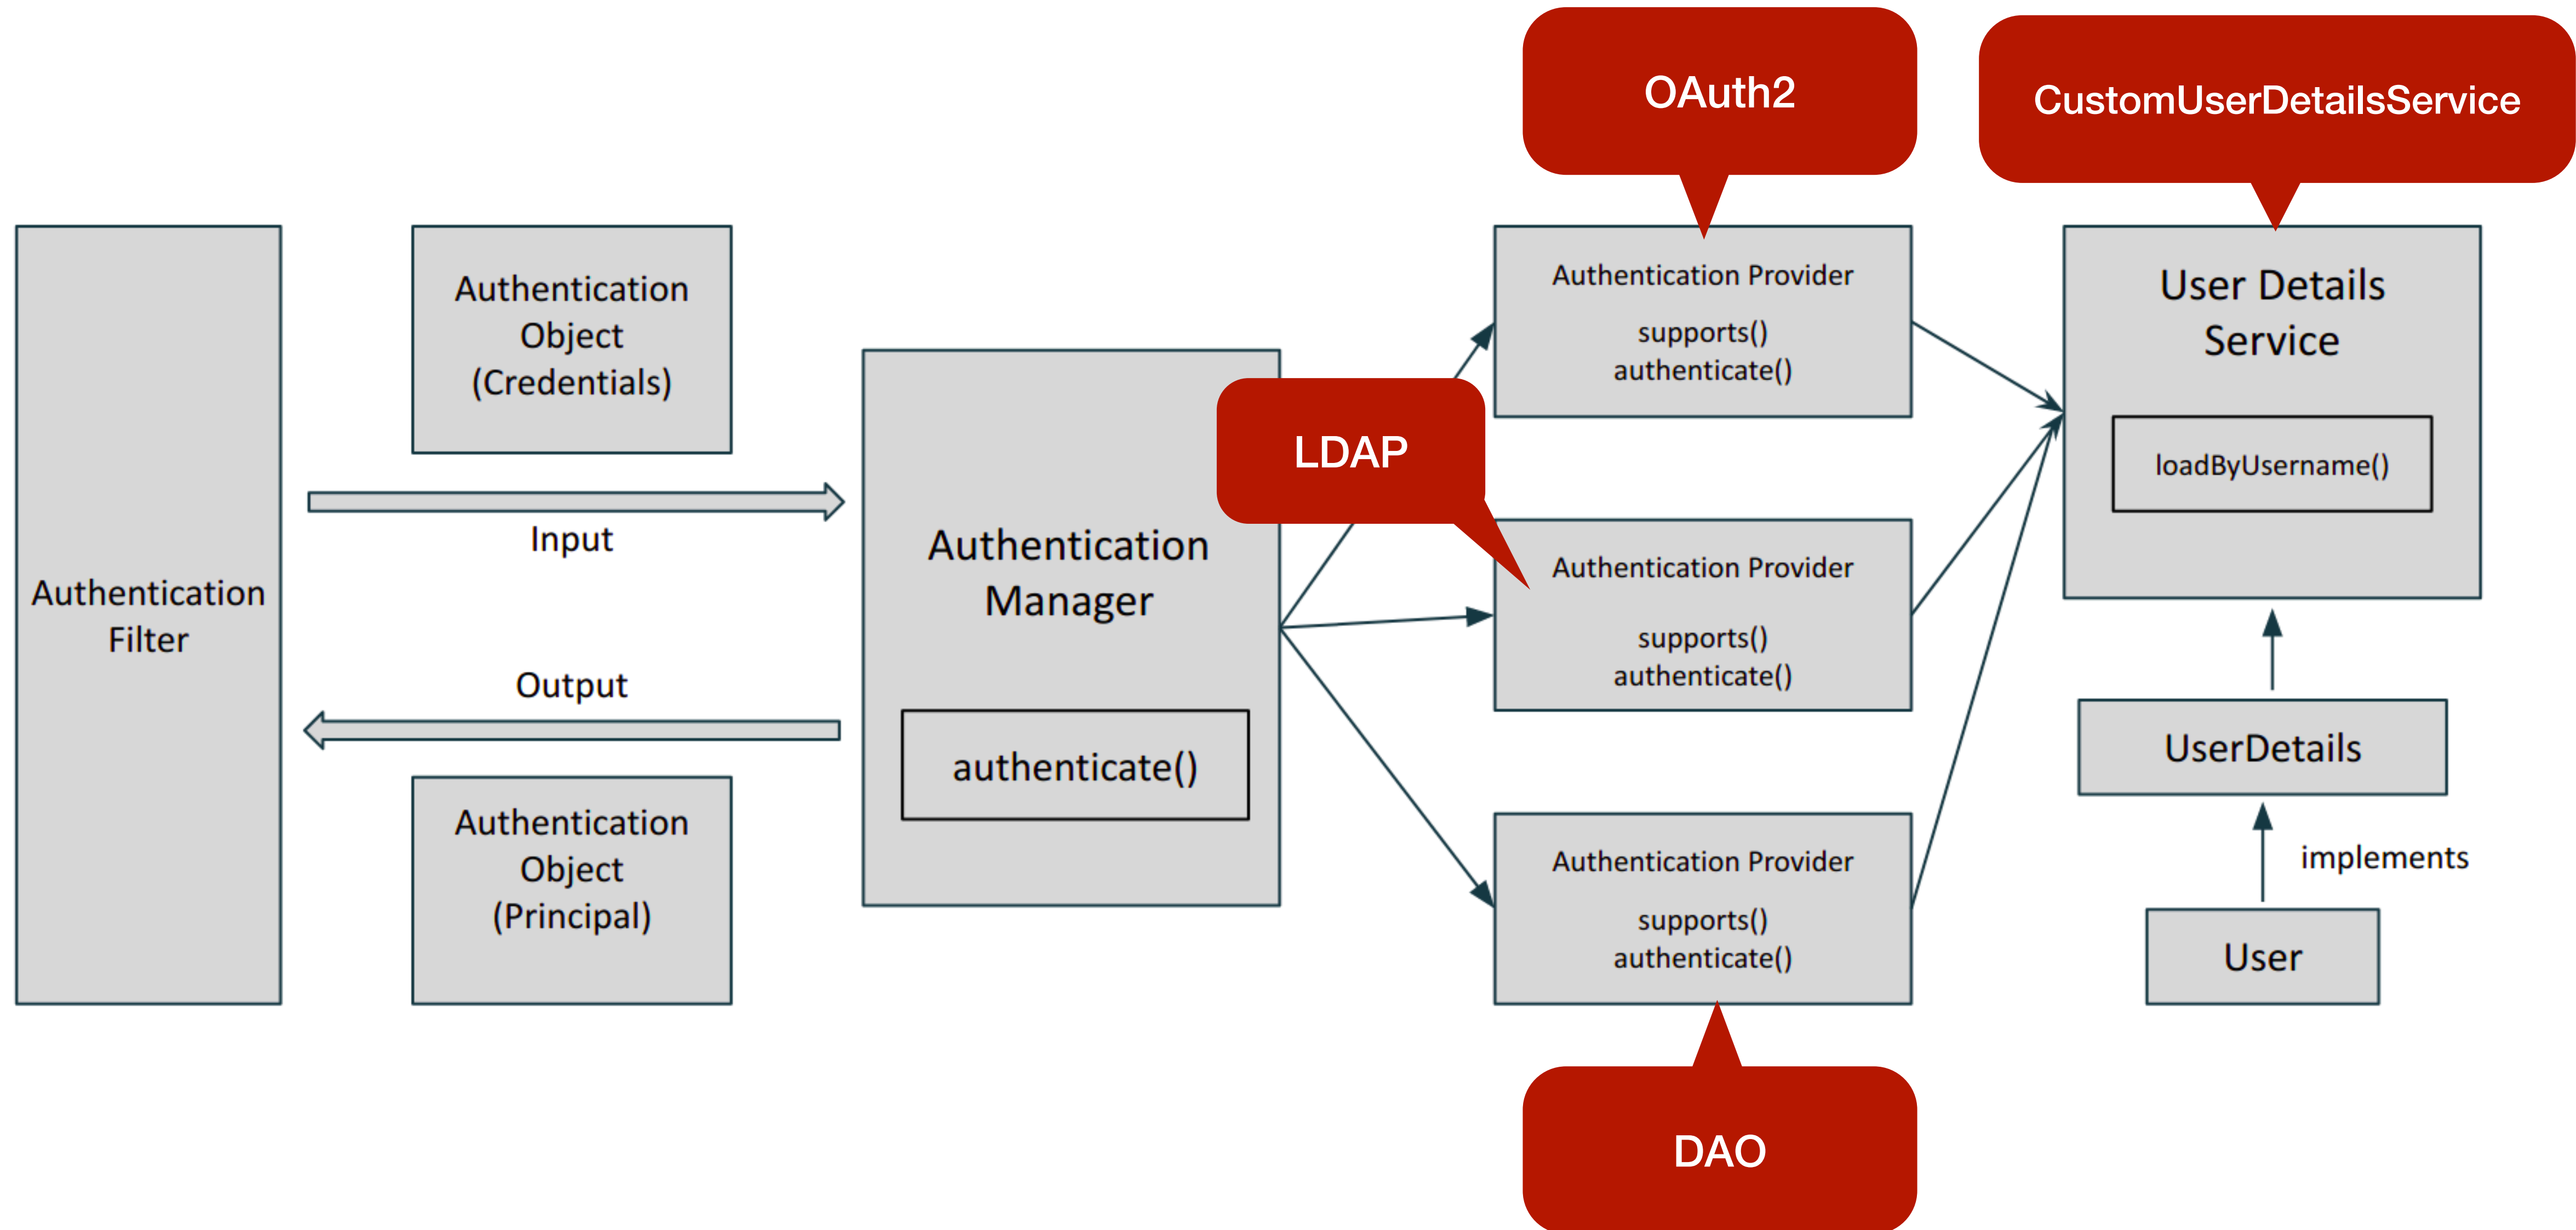 OAuth2
CustomUserDetailsService
Authentication
Filter
Authentication
Object
(Credentials)
Input
Output
Authentication
Object
(Principal)
Authentication
Manager
authenticate()
LDAP
Authentication Provider
supports()
authenticate()
Authentication Provider
supports()
authenticate()
Authentication Provider
supports()
authenticate()
DAO
User Details
Service
loadByUsername()
UserDetails
implements
User